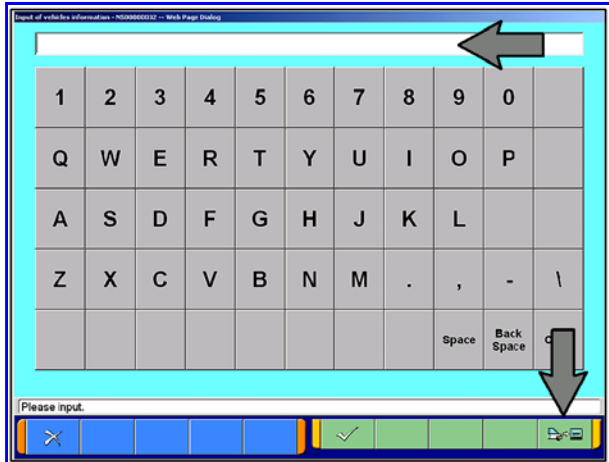 Input of vehicles information - NS00000032 -- Web Page Dialog
1 2 3 4 5 6 7 8 9 0
Q W E R T Y U I O P
A S D F G H J K L
Z X C V B N M . , - \
Space Back Space
Please input.